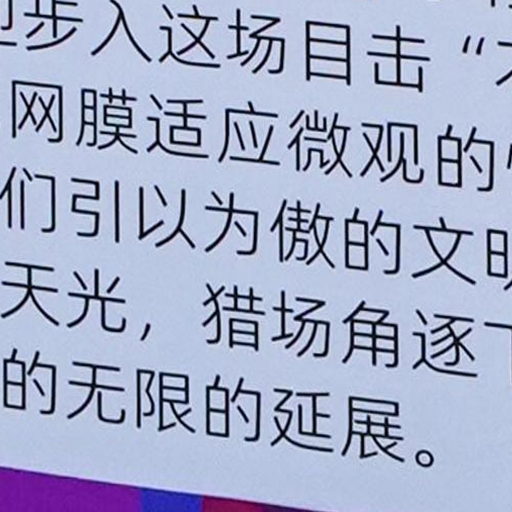 步入这场目击“
网膜适应微观的
们引以为傲的文明
天光，猎场角逐
的无限的延展。